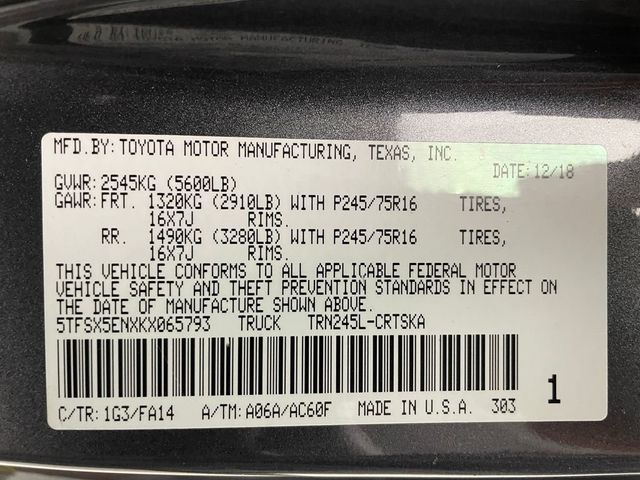 MFD.BY:TOYOTA MOTOR MANUFACTURING, TEXAS, INC.
DATE:12/18
GVWR:2545KG (5600LB)
GAWR:FRT. 1320KG (2910LB) WITH P245/75R16 TIRES,
16X7J RIMS.
RR. 1490KG (3280LB) WITH P245/75R16 TIRES,
16X7J RIMS.
THIS VEHICLE CONFORMS TO ALL APPLICABLE FEDERAL MOTOR
VEHICLE SAFETY AND THEFT PREVENTION STANDARDS IN EFFECT ON
THE DATE OF MANUFACTURE SHOWN ABOVE.
5TFSX5ENXKX065793 TRUCK TRN245L-CRTSKA
1
C/TR:1G3/FA14 A/TM:A06A/AC60F MADE IN U.S.A. 303